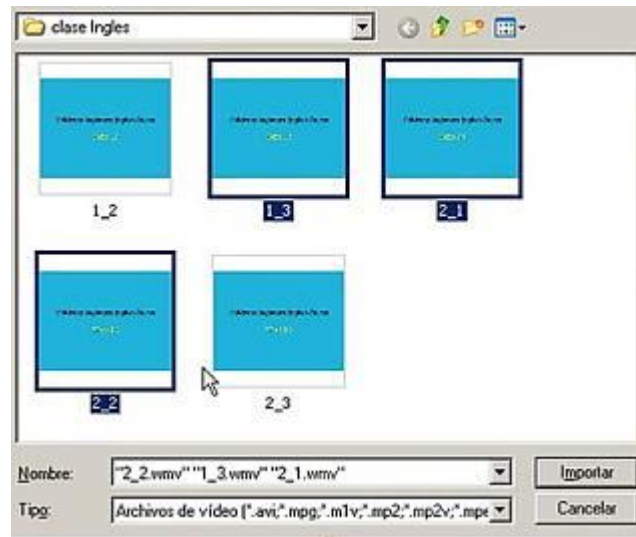 clase Ingles
1_2
1_3
2_1
2_2
2_3
Nombre: "2_2.wmv" "1_3.wmv" "2_1.wmv" Importar
Tipo: Archivos de vídeo (*.avi;*.mpg;*.m1v;*.mp2;*.mp2v;*.mpe Cancelar